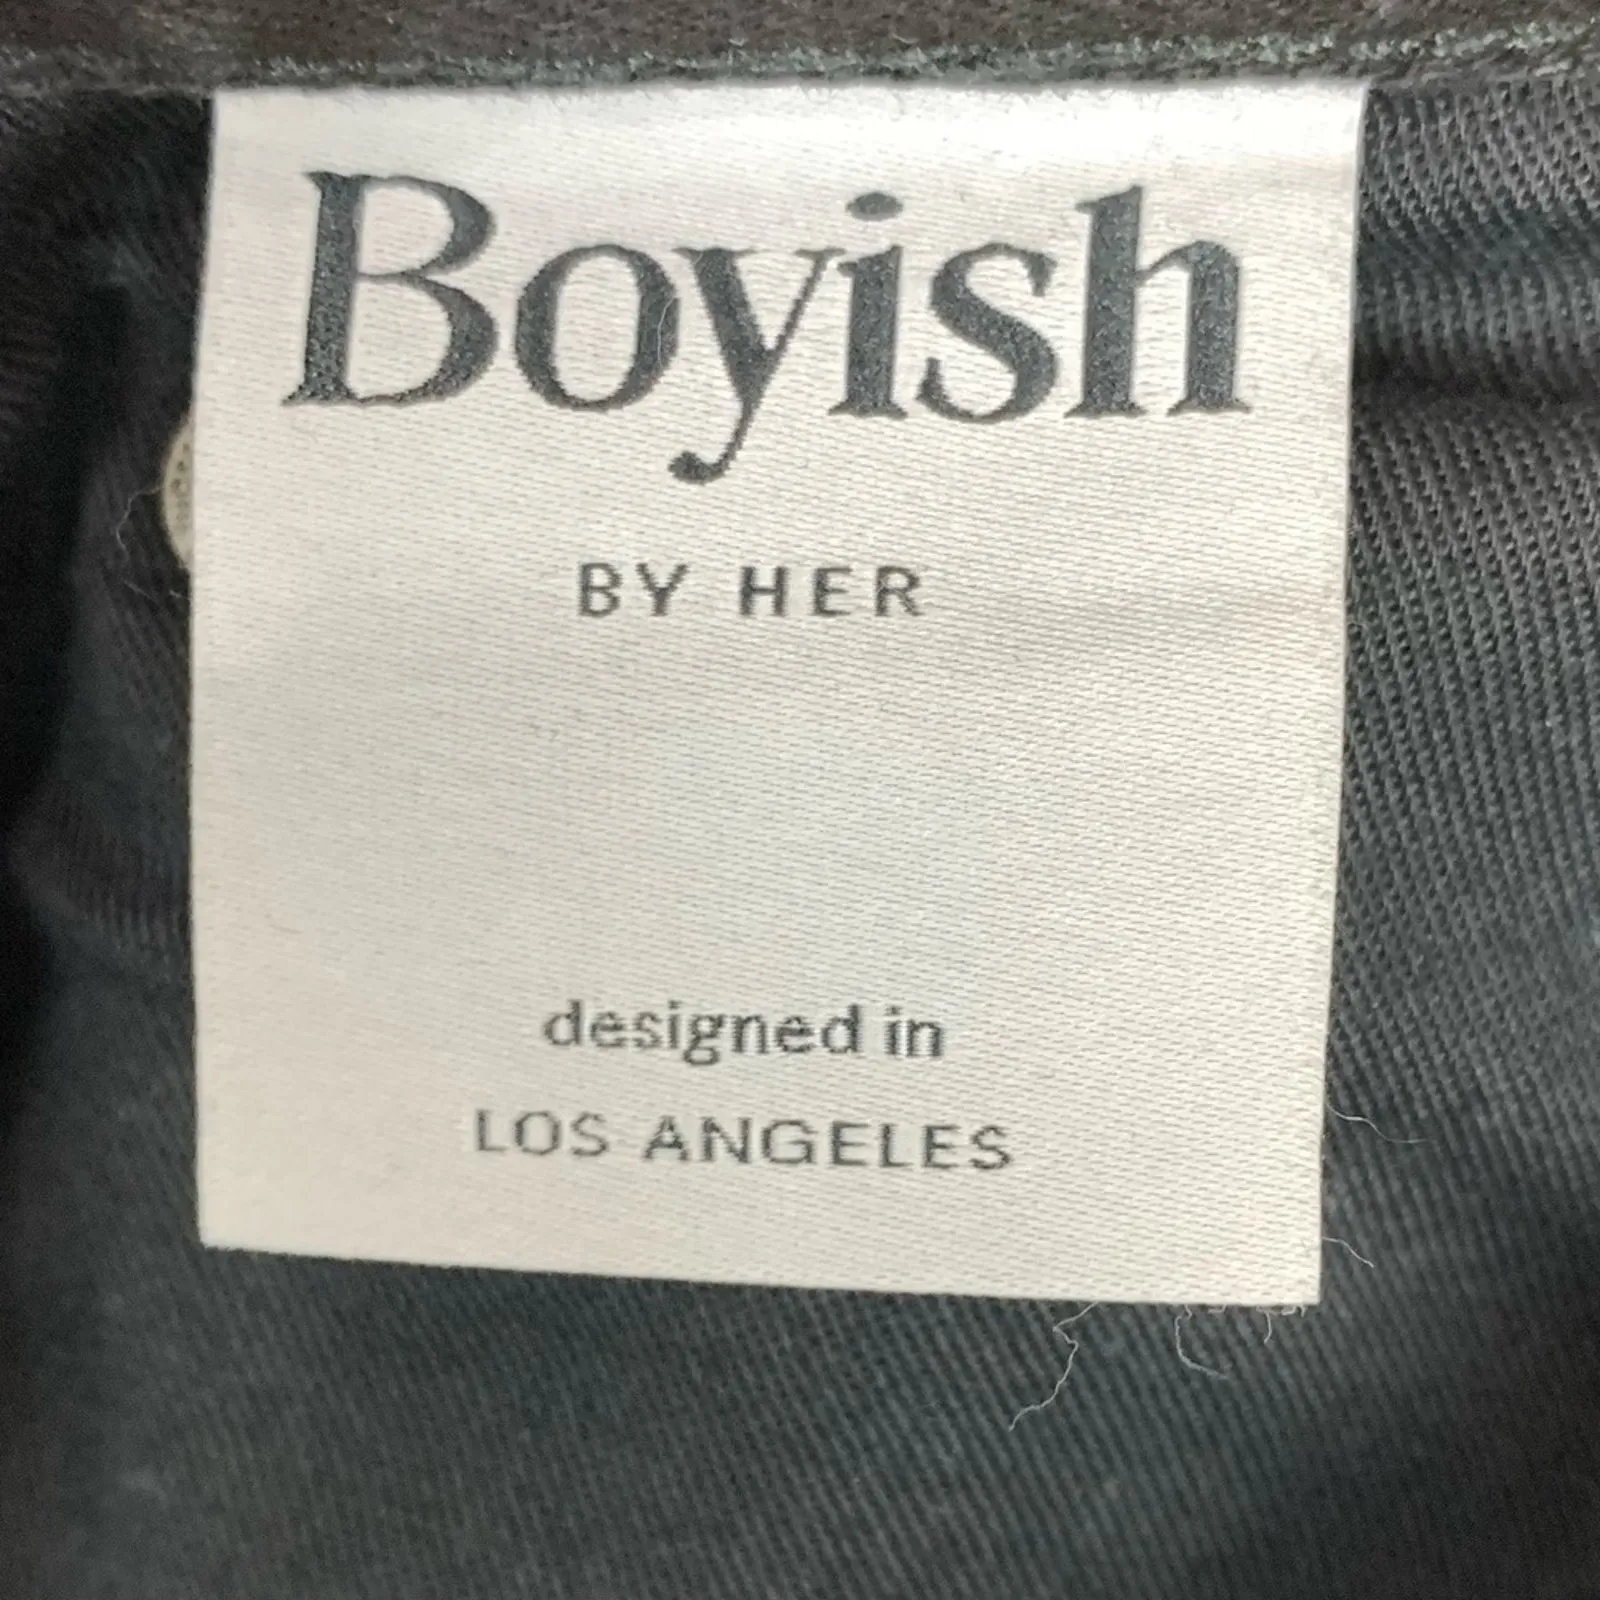 Boyish
BY HER
designed in
LOS ANGELES